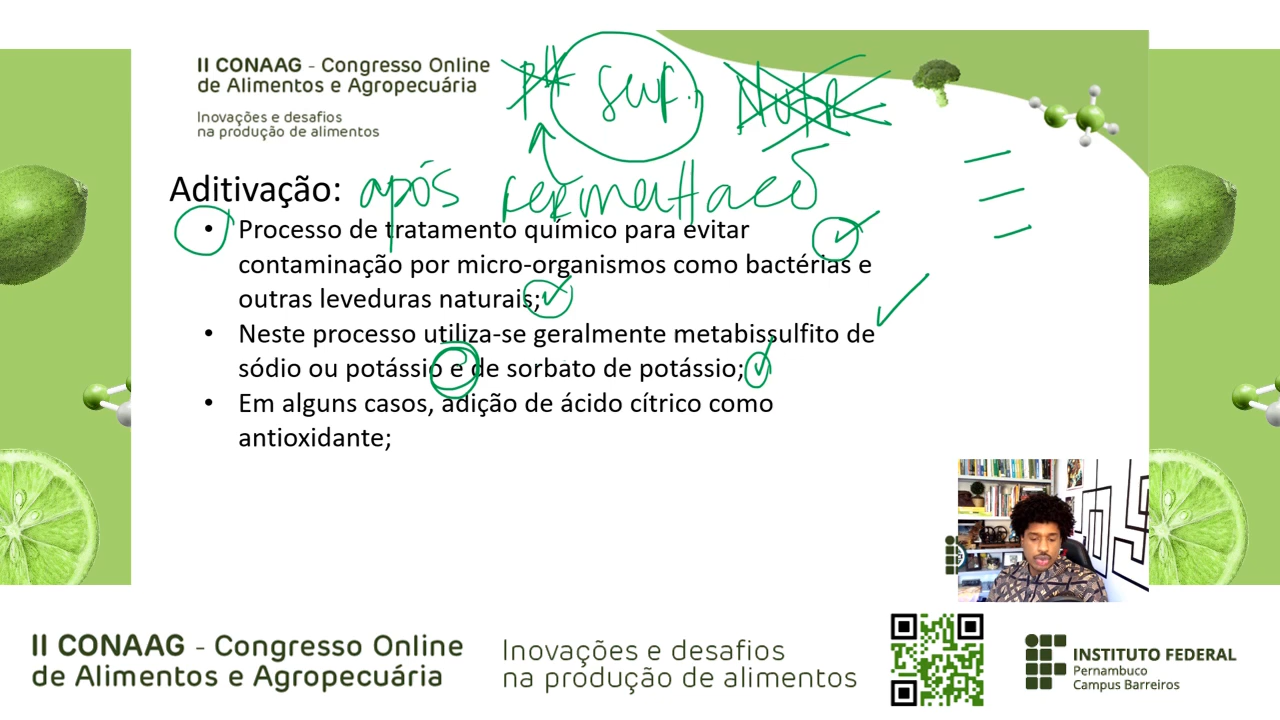 II CONAAG - Congresso Online
de Alimentos e Agropecuária
Inovações e desafios
na produção de alimentos
pH
Aditivação: após
• Processo de tratamento químico para evitar
contaminação por micro-organismos como bactérias e
outras leveduras naturais;
• Neste processo utiliza-se geralmente metabissulfito de
sódio ou potássio e de sorbato de potássio;
• Em alguns casos, adição de ácido cítrico como
antioxidante;
II CONAAG - Congresso Online
de Alimentos e Agropecuária
Inovações e desafios
na produção de alimentos
INSTITUTO FEDERAL
Pernambuco
Campus Barreiros